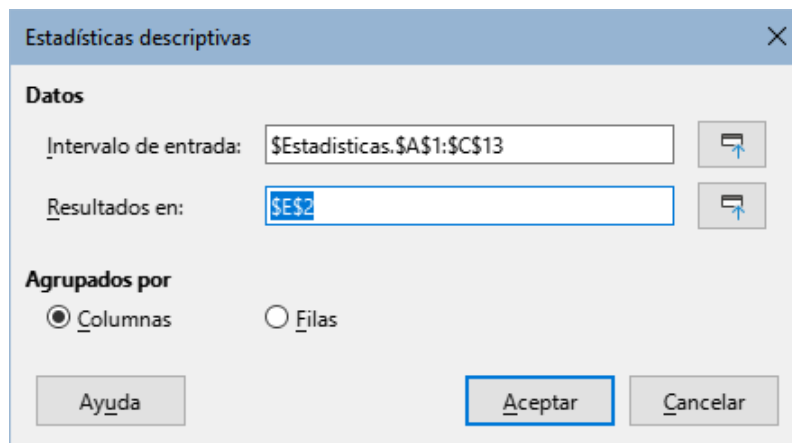 Estadísticas descriptivas
Datos
Intervalo de entrada: $Estadisticas.$A$1:$C$13
Resultados en: $E$2
Agrupados por
Columnas Filas
Ayuda Aceptar Cancelar